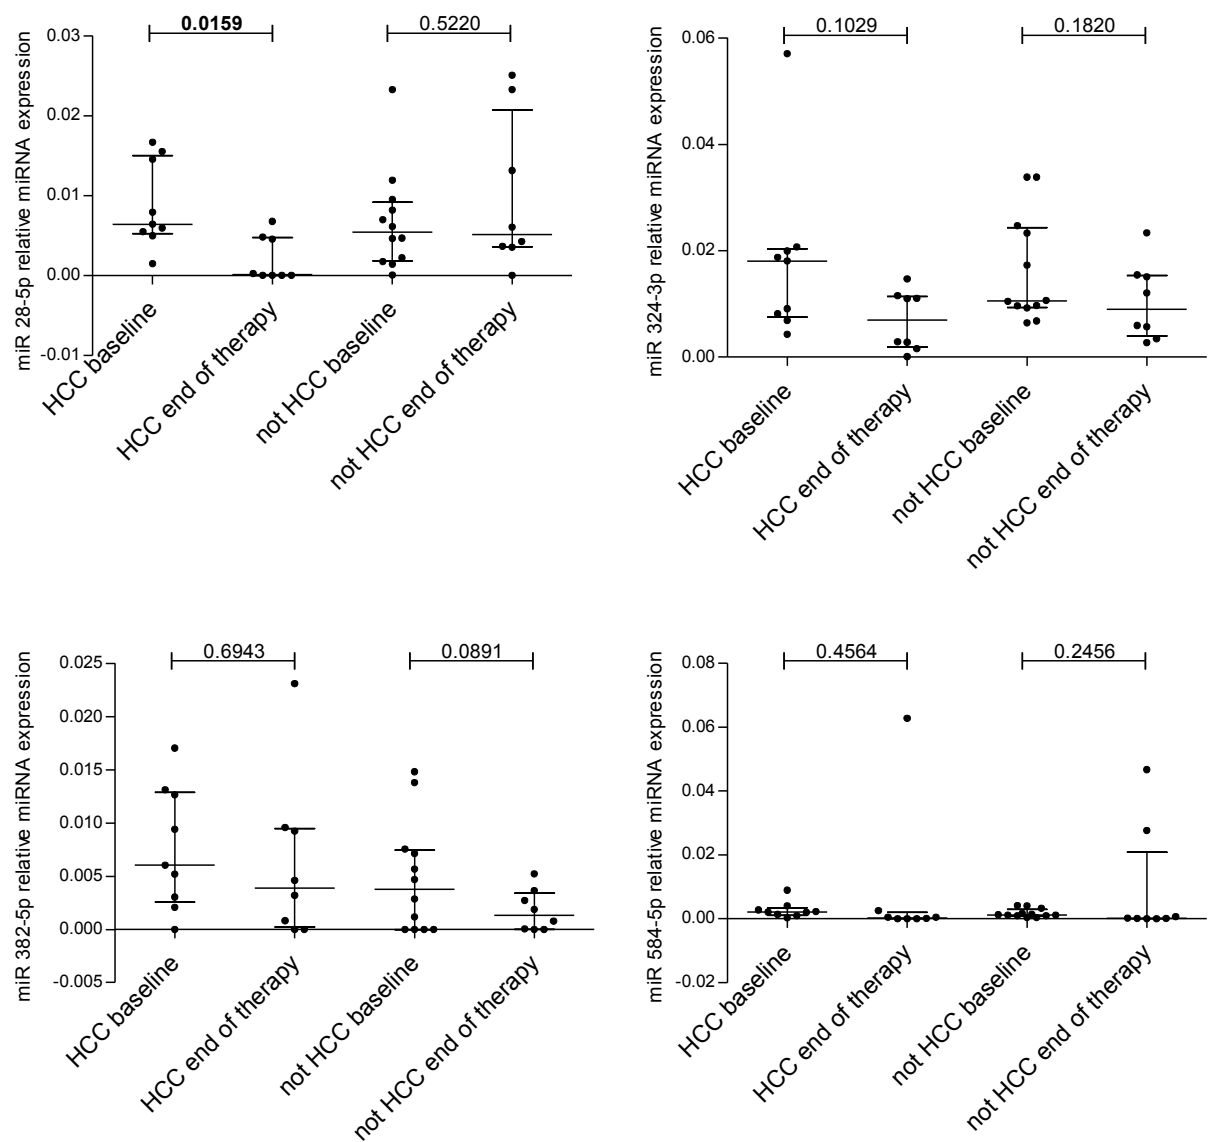 0.0159
0.5220
miR 28-5p relative miRNA expression
0.03
0.02
0.01
0.00
-0.01
HCC baseline
HCC end of therapy
not HCC baseline
not HCC end of therapy
0.1029
0.1820
miR 324-3p relative miRNA expression
0.06
0.04
0.02
0.00
HCC baseline
HCC end of therapy
not HCC baseline
not HCC end of therapy
0.6943
0.0891
miR 382-5p relative miRNA expression
0.025
0.020
0.015
0.010
0.005
0.000
-0.005
HCC baseline
HCC end of therapy
not HCC baseline
not HCC end of therapy
0.4564
0.2456
miR 584-5p relative miRNA expression
0.08
0.06
0.04
0.02
0.00
-0.02
HCC baseline
HCC end of therapy
not HCC baseline
not HCC end of therapy